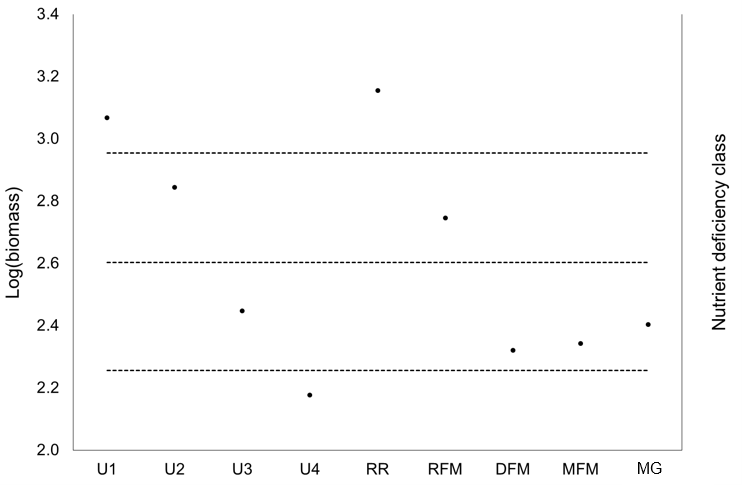 3.4
3.2
3.0
2.8
2.6
2.4
2.2
2.0
Log(biomass)
U1 U2 U3 U4 RR RFM DFM MFM MG
Nutrient deficiency class